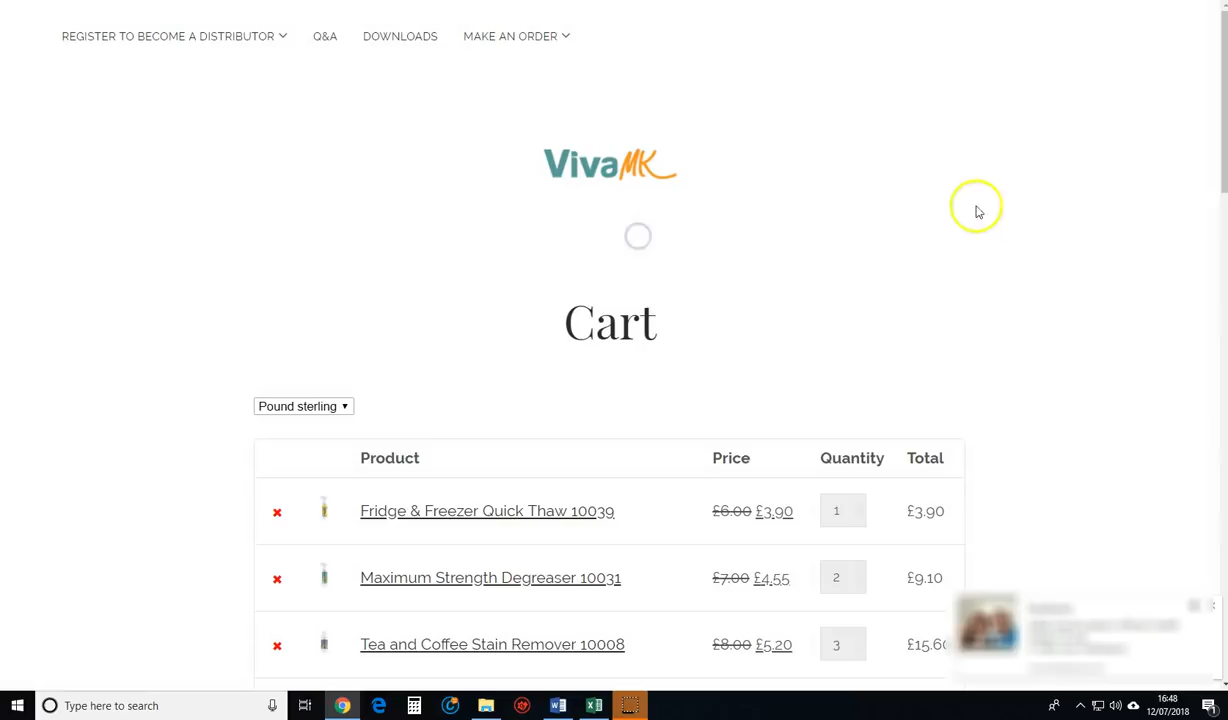 REGISTER TO BECOME A DISTRIBUTOR Q&A DOWNLOADS MAKE AN ORDER
VivaMK
Cart
Pound sterling
Product Price Quantity Total
Fridge & Freezer Quick Thaw 10039 £6.00 £3.90 1 £3.90
Maximum Strength Degreaser 10031 £7.00 £4.55 2 £9.10
Tea and Coffee Stain Remover 10008 £8.00 £5.20 3 £15.60
Type here to search
16:48
12/07/2018